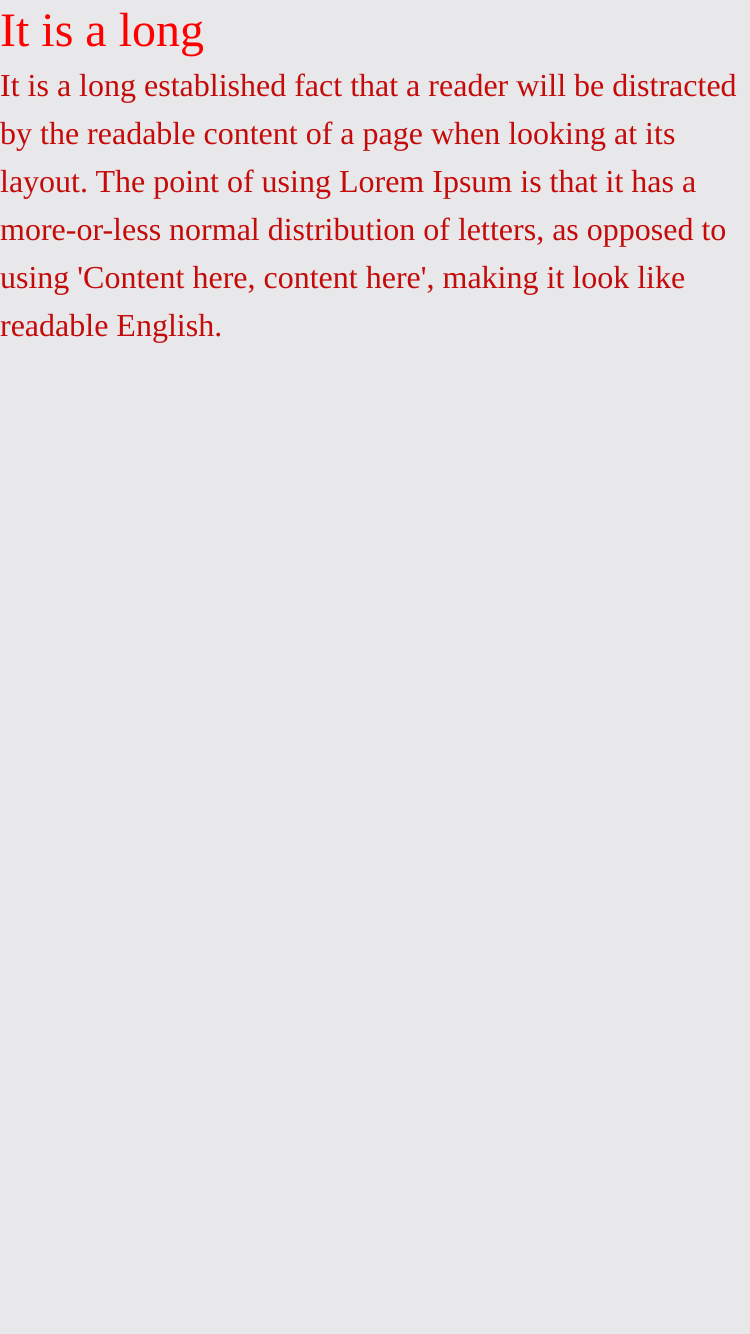 It is a long
It is a long established fact that a reader will be distracted
by the readable content of a page when looking at its
layout. The point of using Lorem Ipsum is that it has a
more-or-less normal distribution of letters, as opposed to
using 'Content here, content here', making it look like
readable English.